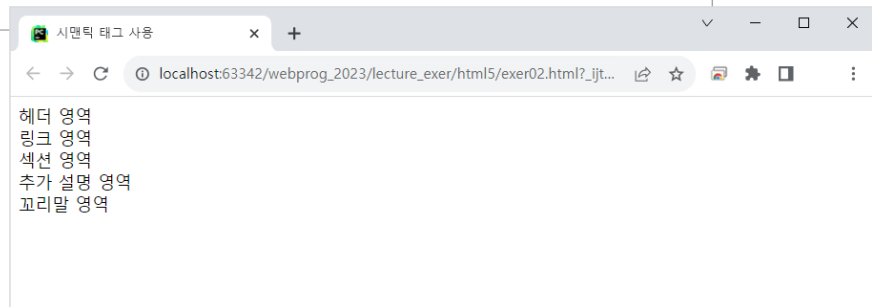 시맨틱 태그 사용
localhost:63342/webprog_2023/lecture_exer/html5/exer02.html?_ijt...
헤더 영역
링크 영역
섹션 영역
추가 설명 영역
꼬리말 영역